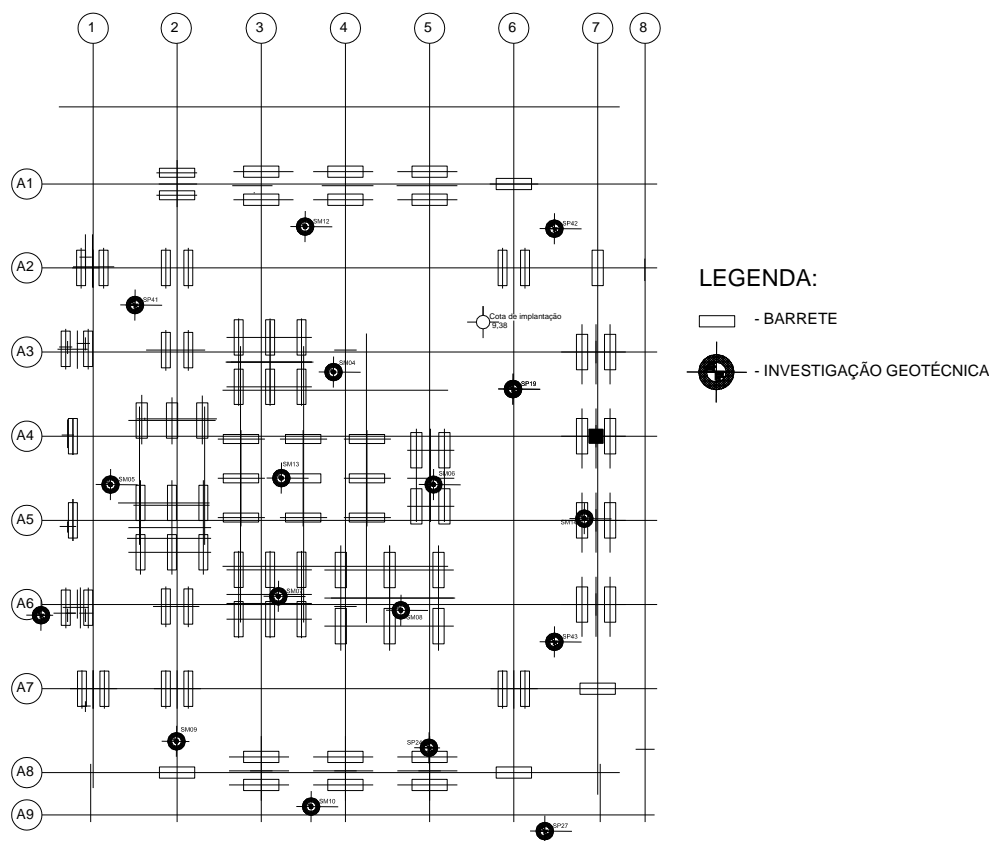 1 2 3 4 5 6 7 8
A1
SM12 SP42
A2
LEGENDA:
SP41
Cota de implantação
9,38
- BARRETE
A3
SM04
- INVESTIGAÇÃO GEOTÉCNICA
SP19
A4
SM13 SM06
SM05
A5
A6
SM07
SM08
SP43
A7
SM09
SP24
A8
SM10
A9
SP27